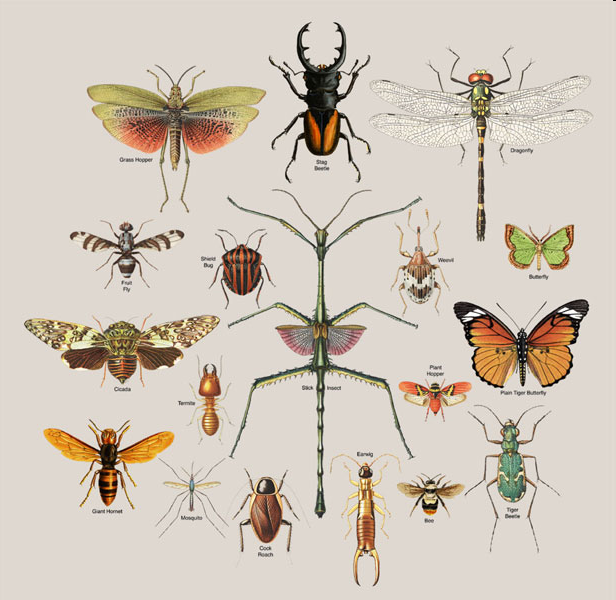 Grass Hopper
Stag
Beetle
Dragonfly
Fruit
Fly
Shield
Bug
Weevil
Butterfly
Cicada
Termite
Stick Insect
Plant
Hopper
Plain Tiger Butterfly
Giant Hornet
Mosquito
Cock
Roach
Earwig
Bee
Tiger
Beetle